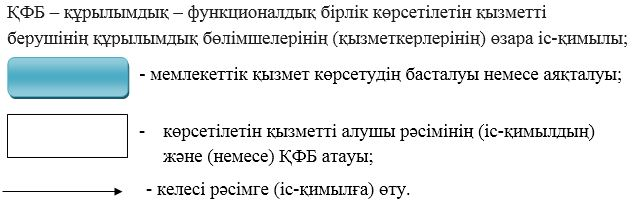 ҚФБ – құрылымдық – функционалдық бірлік көрсетілетін қызметті
берушінің құрылымдық бөлімшелерінің (қызметкерлерінің) өзара іс-қимылы;
- мемлекеттік қызмет көрсетудің басталуы немесе аяқталуы;
- көрсетілетін қызметті алушы рәсімінің (іс-қимылдың)
және (немесе) ҚФБ атауы;
- келесі рәсімге (іс-қимылға) өту.